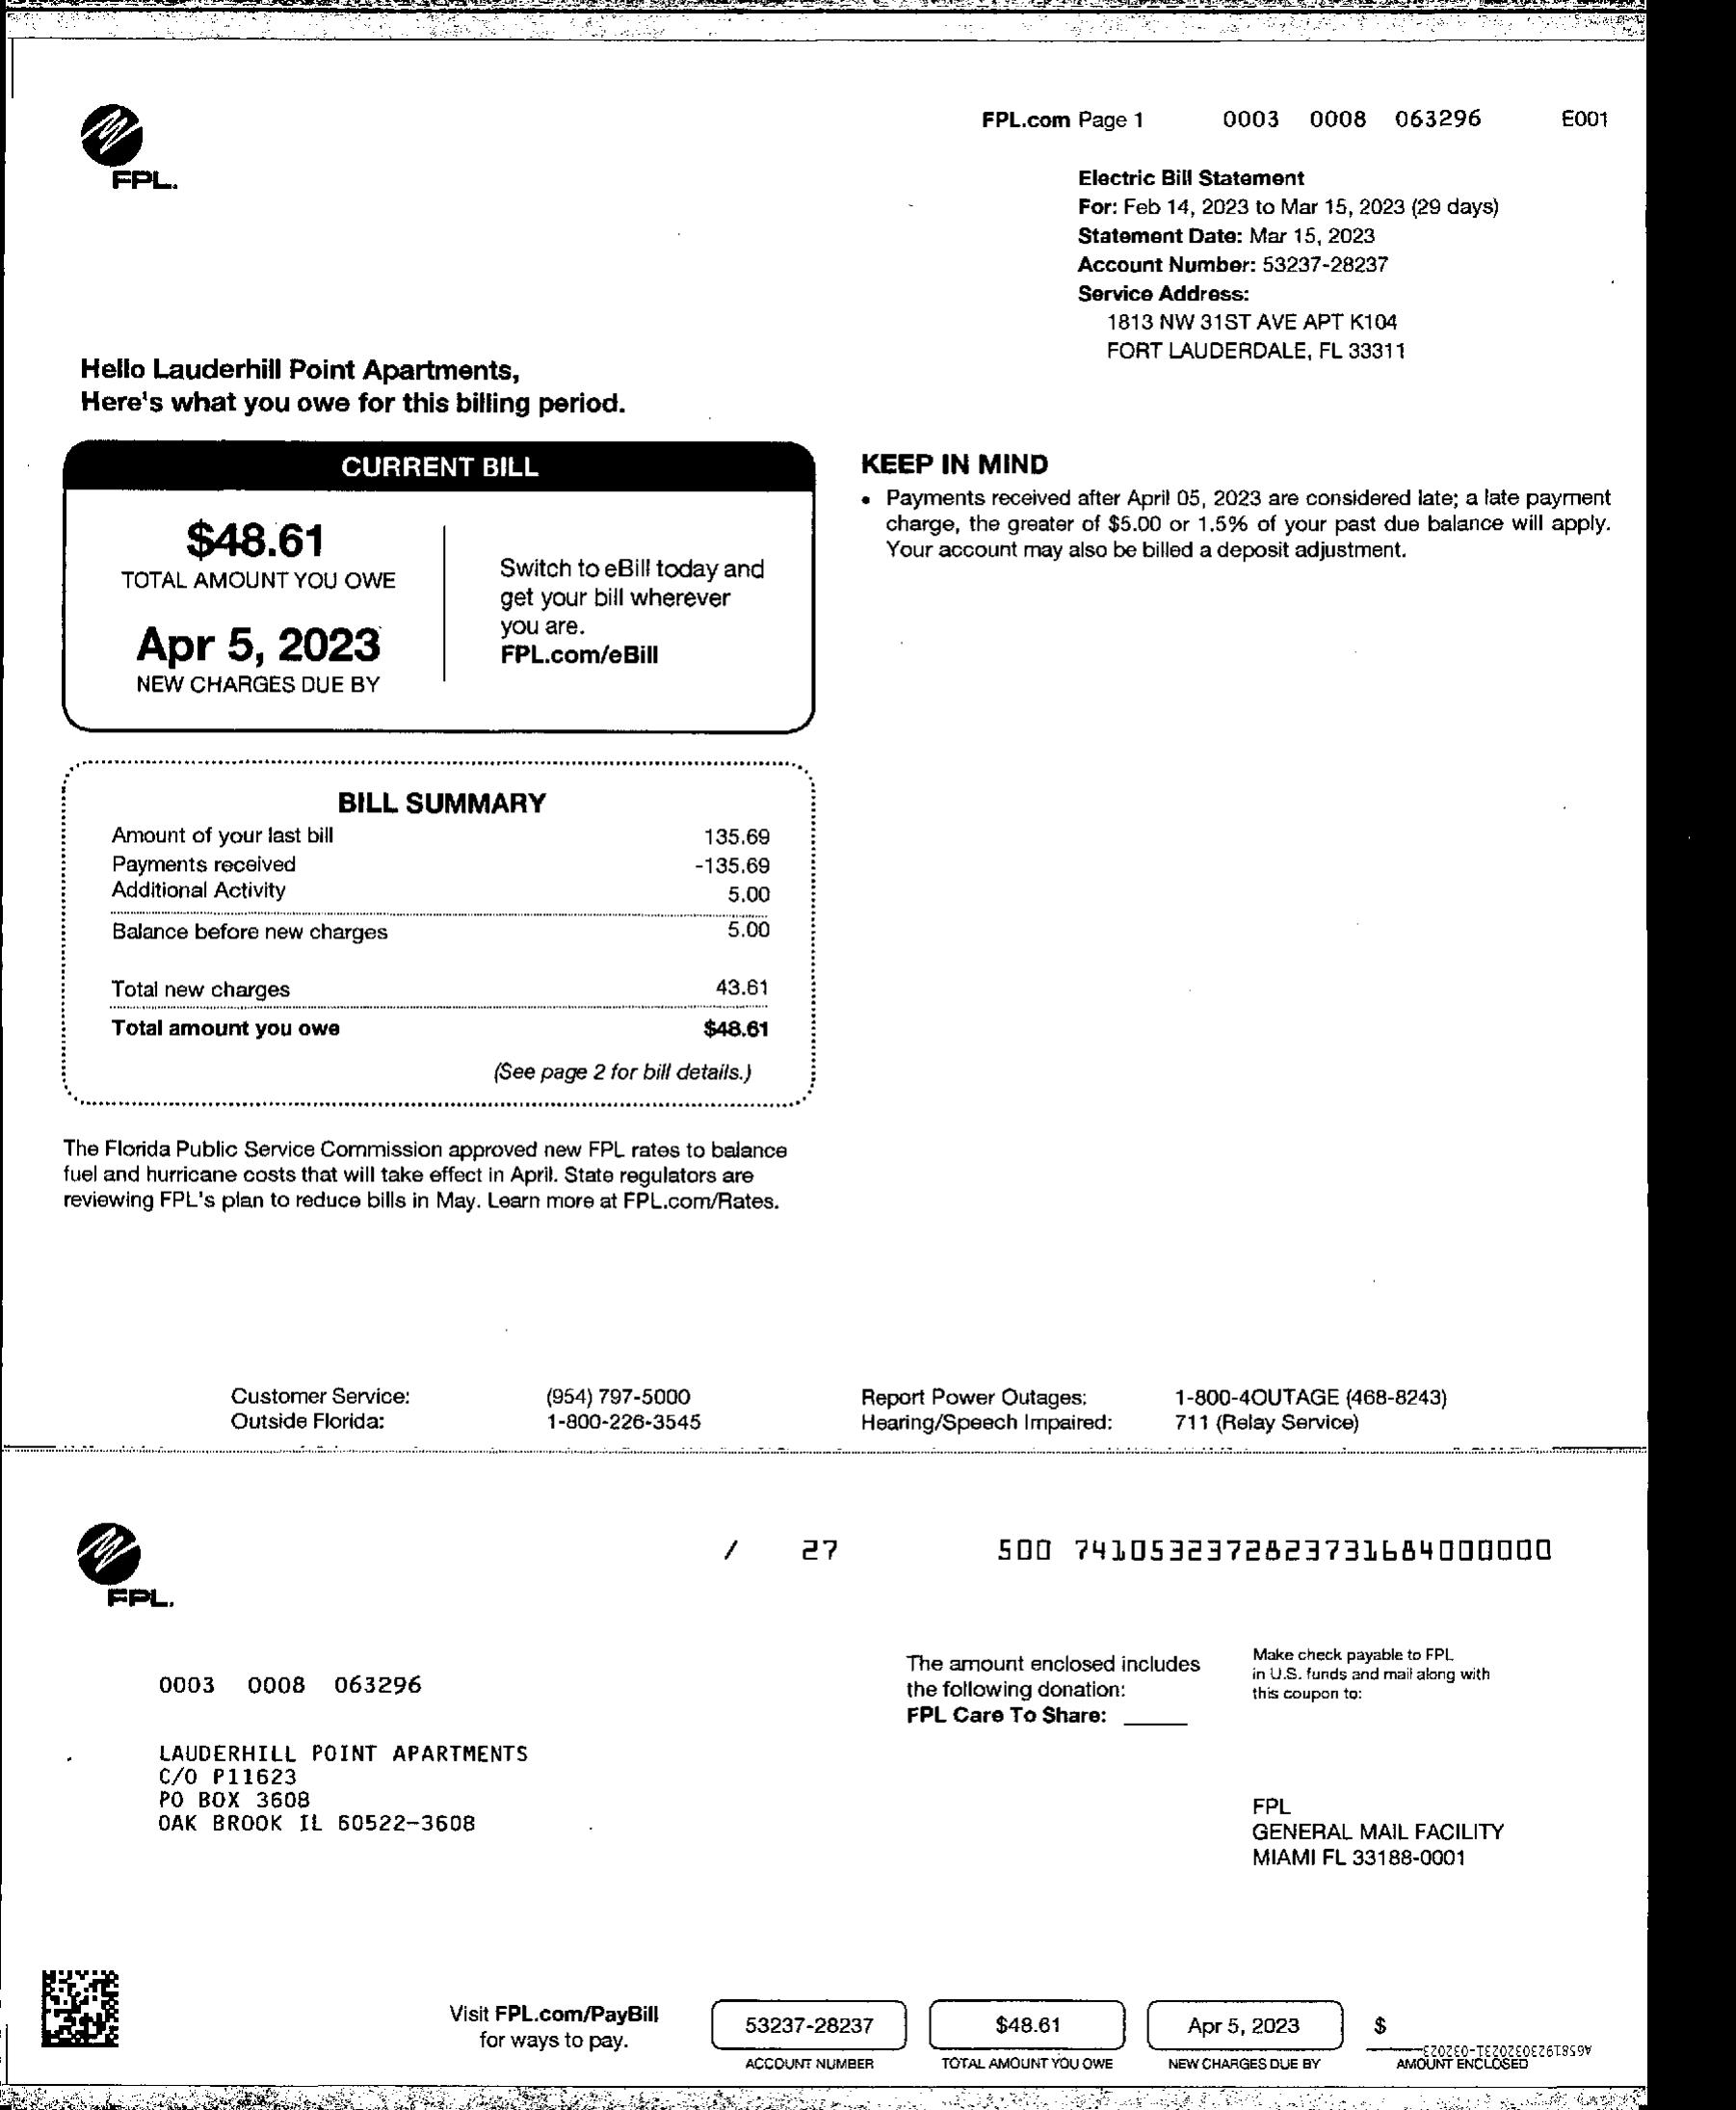 FPL.com Page 1 0003 0008 063296 E001
FPL.
Electric Bill Statement
For: Feb 14, 2023 to Mar 15, 2023 (29 days)
Statement Date: Mar 15, 2023
Account Number: 53237-28237
Service Address:
1813 NW 31ST AVE APT K104
FORT LAUDERDALE, FL 33311
Hello Lauderhill Point Apartments,
Here's what you owe for this billing period.
CURRENT BILL
$48.61
TOTAL AMOUNT YOU OWE
Apr 5, 2023
NEW CHARGES DUE BY
Switch to eBill today and
get your bill wherever
you are.
FPL.com/eBill
KEEP IN MIND
• Payments received after April 05, 2023 are considered late; a late payment
charge, the greater of $5.00 or 1.5% of your past due balance will apply.
Your account may also be billed a deposit adjustment.
BILL SUMMARY
Amount of your last bill 135.69
Payments received -135.69
Additional Activity 5.00
Balance before new charges 5.00
Total new charges 43.61
Total amount you owe $48.61
(See page 2 for bill details.)
The Florida Public Service Commission approved new FPL rates to balance
fuel and hurricane costs that will take effect in April. State regulators are
reviewing FPL's plan to reduce bills in May. Learn more at FPL.com/Rates.
Customer Service: (954) 797-5000 Report Power Outages: 1-800-4OUTAGE (468-8243)
Outside Florida: 1-800-226-3545 Hearing/Speech Impaired: 711 (Relay Service)
FPL.
/ 27 500 7410532372823731684000000
0003 0008 063296
The amount enclosed includes
the following donation:
FPL Care To Share:
Make check payable to FPL
in U.S. funds and mail along with
this coupon to:
LAUDERHILL POINT APARTMENTS
C/O P11623
PO BOX 3608
OAK BROOK IL 60522-3608
FPL
GENERAL MAIL FACILITY
MIAMI FL 33188-0001
Visit FPL.com/PayBill
for ways to pay.
53237-28237
ACCOUNT NUMBER
$48.61
TOTAL AMOUNT YOU OWE
Apr 5, 2023
NEW CHARGES DUE BY
$
AMOUNT ENCLOSED